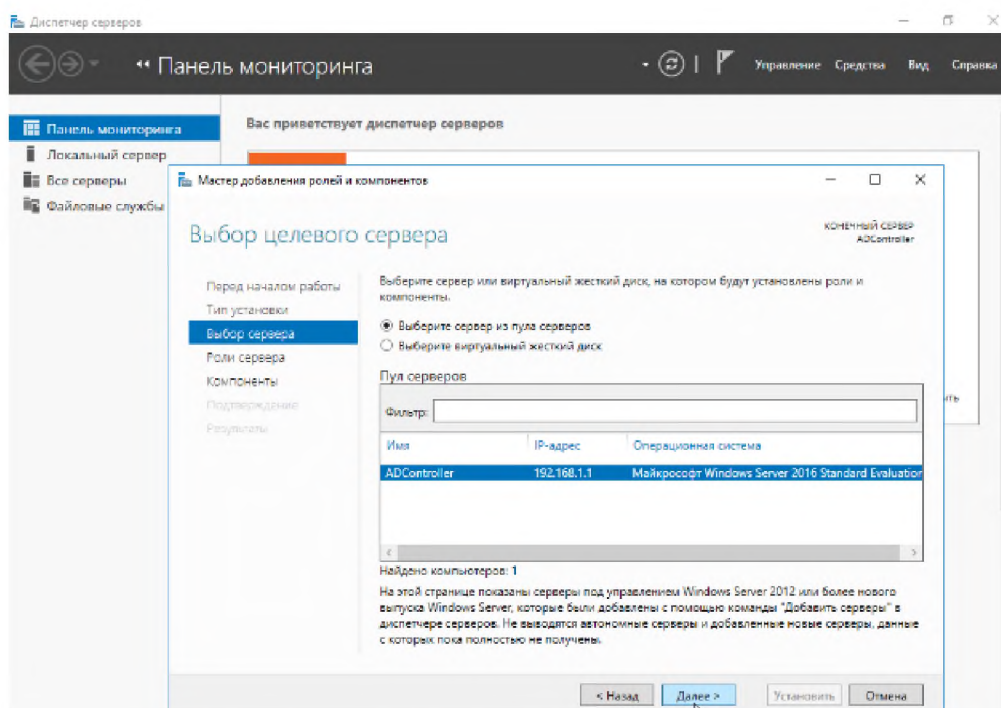 Диспетчер серверов
Панель мониторинга
Управление Средства Вид Справка
Панель мониторинга
Локальный сервер
Все серверы
Файловые службы
Вас приветствует диспетчер серверов
Мастер добавления ролей и компонентов
Выбор целевого сервера
КОНЕЧНЫЙ СЕРВЕР
ADController
Перед началом работы
Тип установки
Выбор сервера
Роли сервера
Компоненты
Подтверждение
Результаты
Выберите сервер или виртуальный жесткий диск, на котором будут установлены роли и
компоненты.
Выберите сервер из пула серверов
Выберите виртуальный жесткий диск
Пул серверов
Фильтр:
Имя IP-адрес Операционная система
ADController 192.168.1.1 Майкрософт Windows Server 2016 Standard Evaluation
Найдено компьютеров: 1
На этой странице показаны серверы под управлением Windows Server 2012 или более нового
выпуска Windows Server, которые были добавлены с помощью команды "Добавить серверы" в
диспетчере серверов. Не выводятся автономные серверы и добавленные новые серверы, данные
с которых пока полностью не получены.
< Назад Далее > Установить Отмена